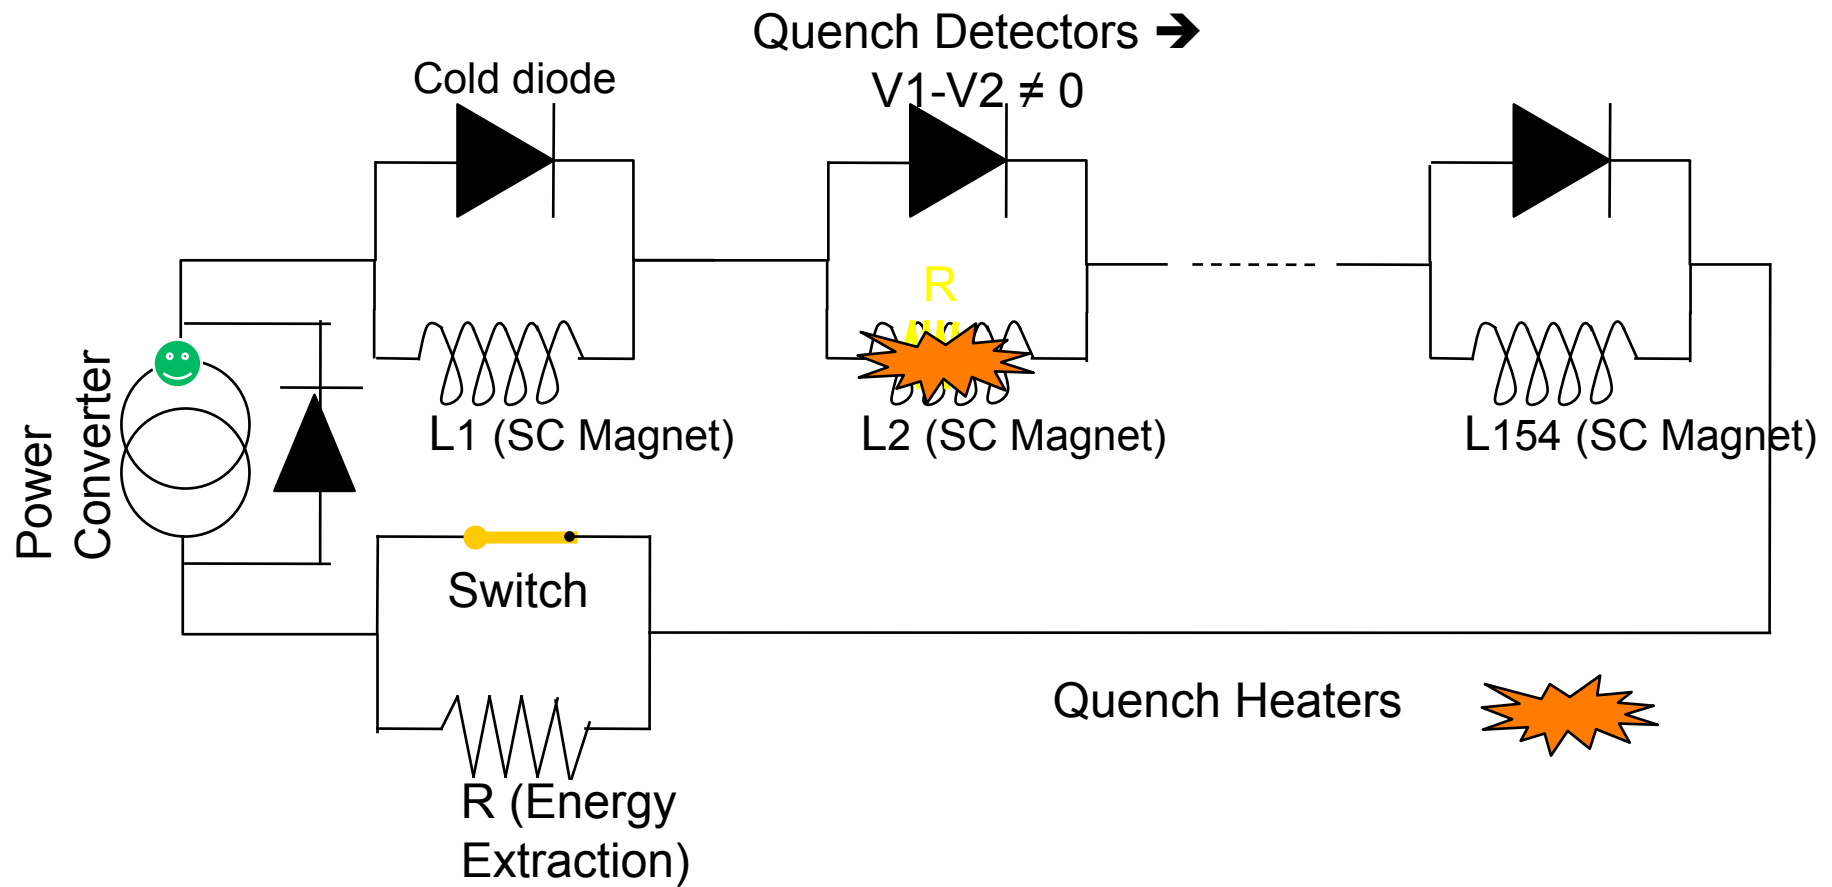 Quench Detectors ➔
V1-V2 ≠ 0
Cold diode
R
Power
Converter
L1 (SC Magnet)
L2 (SC Magnet)
L154 (SC Magnet)
Switch
Quench Heaters
R (Energy
Extraction)